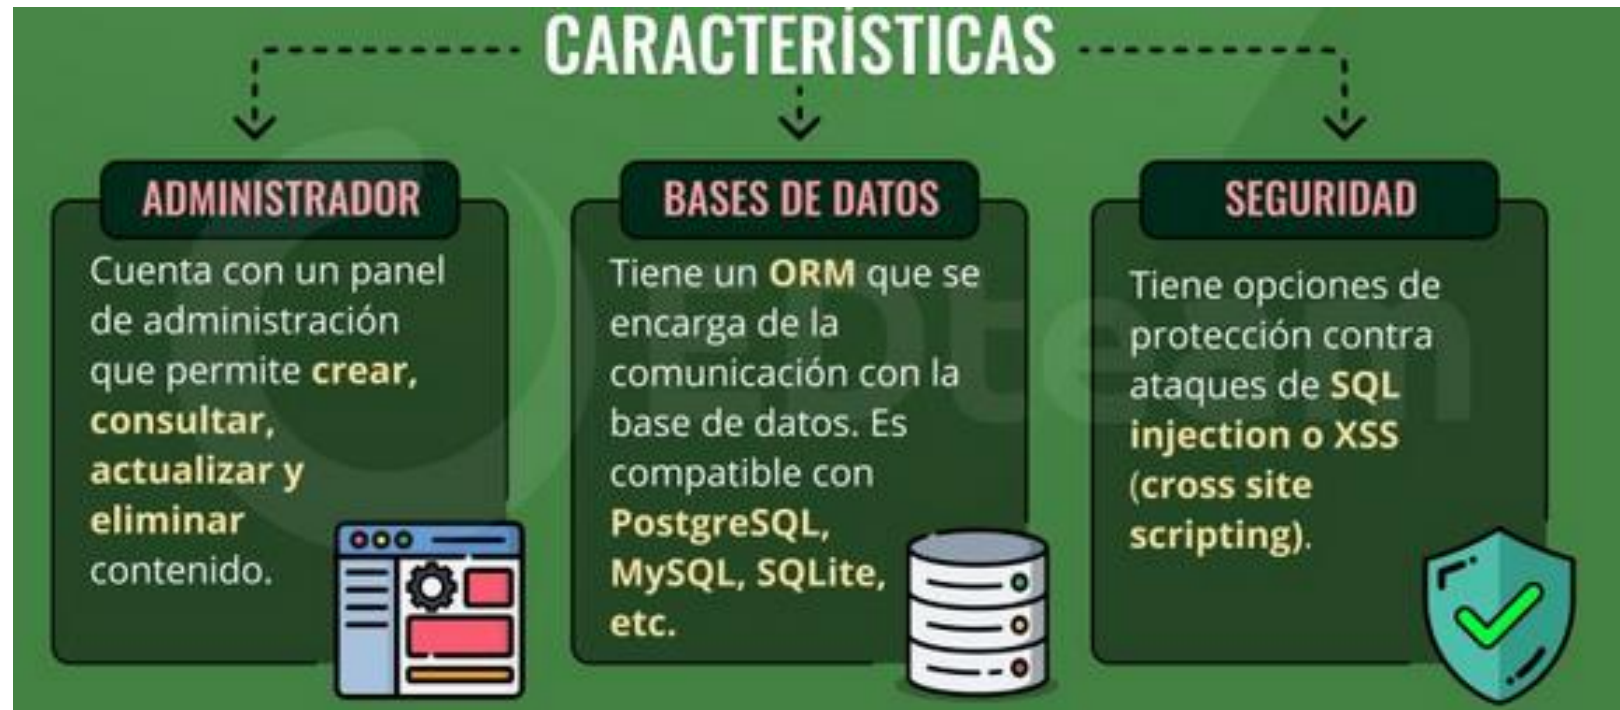 CARACTERÍSTICAS
ADMINISTRADOR
Cuenta con un panel
de administración
que permite crear,
consultar,
actualizar y
eliminar
contenido.
BASES DE DATOS
Tiene un ORM que se
encarga de la
comunicación con la
base de datos. Es
compatible con
PostgreSQL,
MySQL, SQLite,
etc.
SEGURIDAD
Tiene opciones de
protección contra
ataques de SQL
injection o XSS
(cross site
scripting).
EDteam